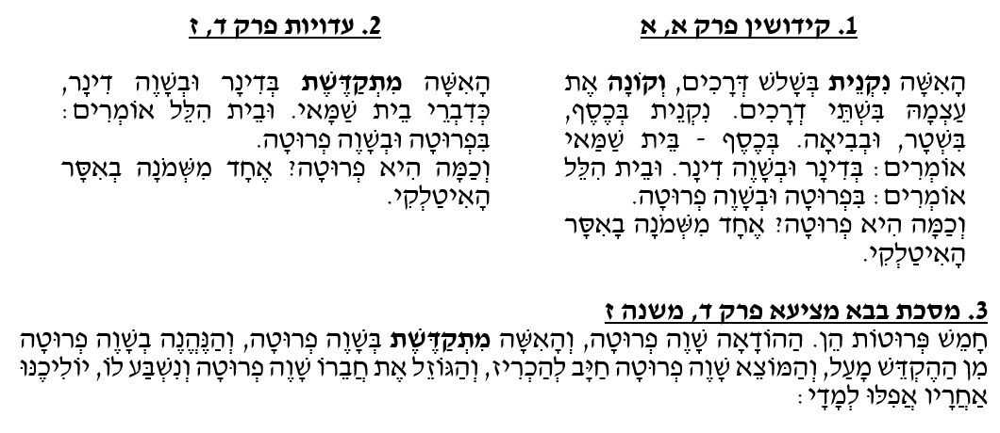 1. קידושין פרק א, א
הָאִשָּׁה נִקְנֵית בְּשָׁלֹשׁ דְּרָכִים, וְקוֹנָה אֶת
עַצְמָהּ בִּשְׁתֵּי דְרָכִים. נִקְנֵית בְּכֶסֶף,
בִּשְׁטָר, וּבְבִיאָה. בְּכֶסֶף - בֵּית שַׁמַּאי
אוֹמְרִים: בְּדִינָר וּבְשָׁוֶה דִינָר. וּבֵית הִלֵּל
אוֹמְרִים: בִּפְרוּטָה וּבְשָׁוֶה פְרוּטָה.
וְכַמָּה הִיא פְרוּטָה? אֶחָד מִשְּׁמֹנָה בָאִסָּר
הָאִיטַלְקִי.
2. עדויות פרק ד, ז
הָאִשָּׁה מִתְקַדֶּשֶׁת בְּדִינָר וּבְשָׁוֶה דִינָר,
כְּדִבְרֵי בֵית שַׁמָּאי. וּבֵית הִלֵּל אוֹמְרִים:
בִּפְרוּטָה וּבְשָׁוֶה פְרוּטָה.
וְכַמָּה הִיא פְרוּטָה? אֶחָד מִשְּׁמֹנָה בְאִסָּר
הָאִיטַלְקִי.
3. מסכת בבא מציעא פרק ד, משנה ז
חָמֵשׁ פְּרוּטוֹת הֵן. הַהוֹדָאָה שָׁוֶה פְרוּטָה, וְהָאִשָּׁה מִתְקַדֶּשֶׁת בְּשָׁוֶה פְרוּטָה, וְהַנֶּהֱנֶה בְשָׁוֶה פְרוּטָה
מִן הַהֶקְדֵּשׁ מָעַל, וְהַמּוֹצֵא שָׁוֶה פְרוּטָה חַיָּב לְהַכְרִיז, וְהַגּוֹזֵל אֶת חֲבֵרוֹ שָׁוֶה פְרוּטָה וְנִשְׁבַּע לוֹ, יוֹלִיכֶנּוּ
אַחֲרָיו אֲפִלּוּ לְמָדָי: